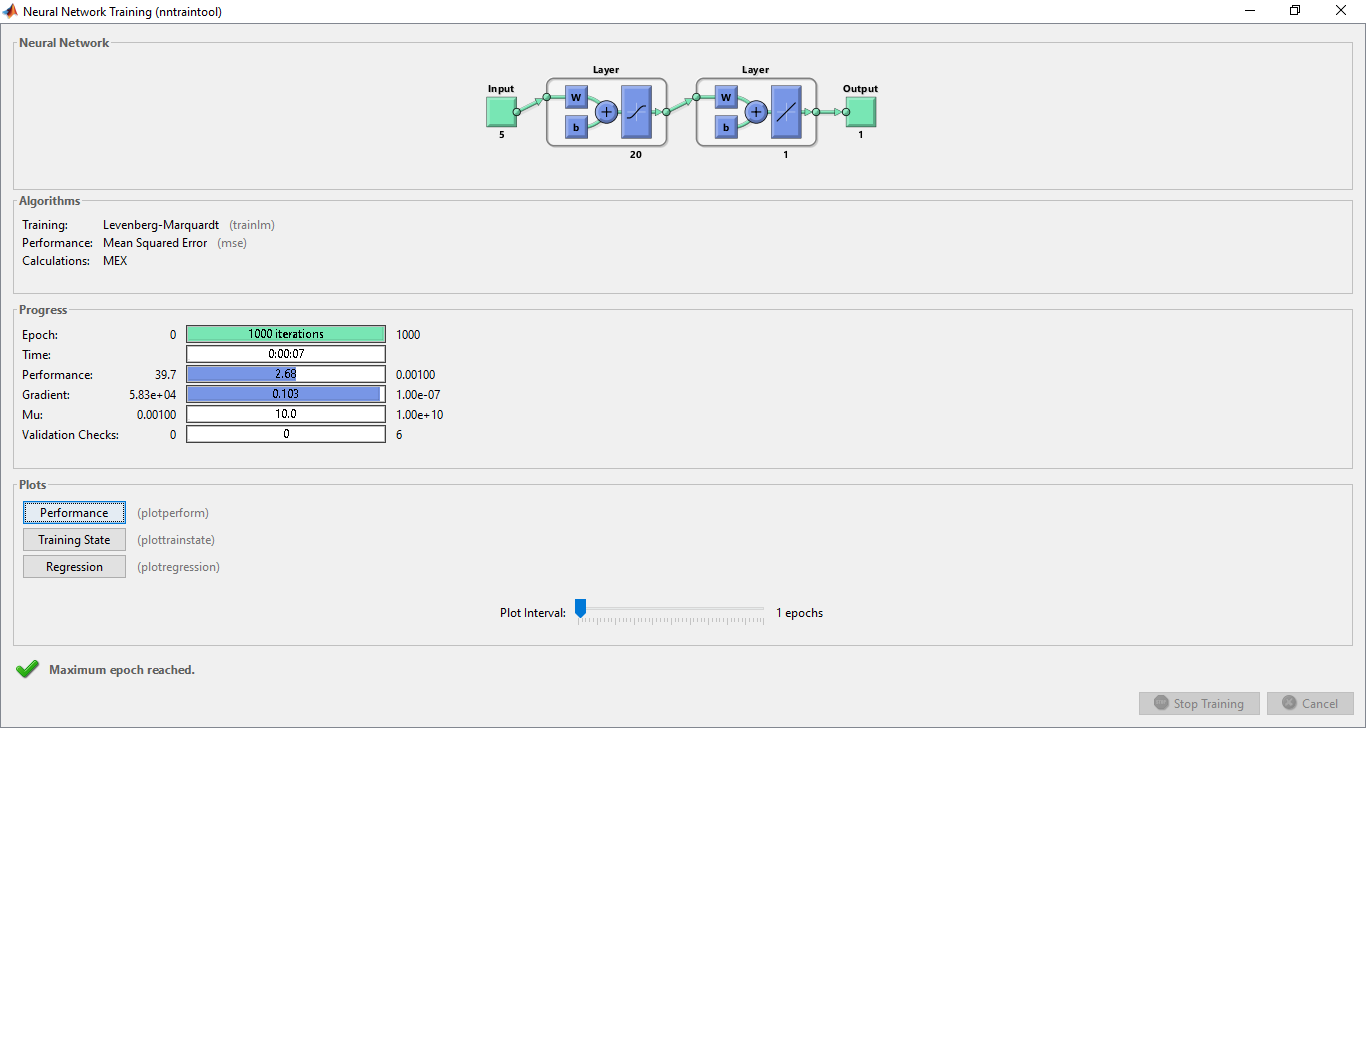 Neural Network Training (nntraintool)
Neural Network
Layer Layer
Input Output
W W
+ +
b b
5 1
20 1
Algorithms
Training: Levenberg-Marquardt (trainlm)
Performance: Mean Squared Error (mse)
Calculations: MEX
Progress
Epoch: 0 1000 iterations 1000
Time: 0:00:07
Performance: 39.7 2.68 0.00100
Gradient: 5.83e+04 0.103 1.00e-07
Mu: 0.00100 10.0 1.00e+10
Validation Checks: 0 0 6
Plots
Performance (plotperform)
Training State (plottrainstate)
Regression (plotregression)
Plot Interval: 1 epochs
Maximum epoch reached.
Stop Training Cancel